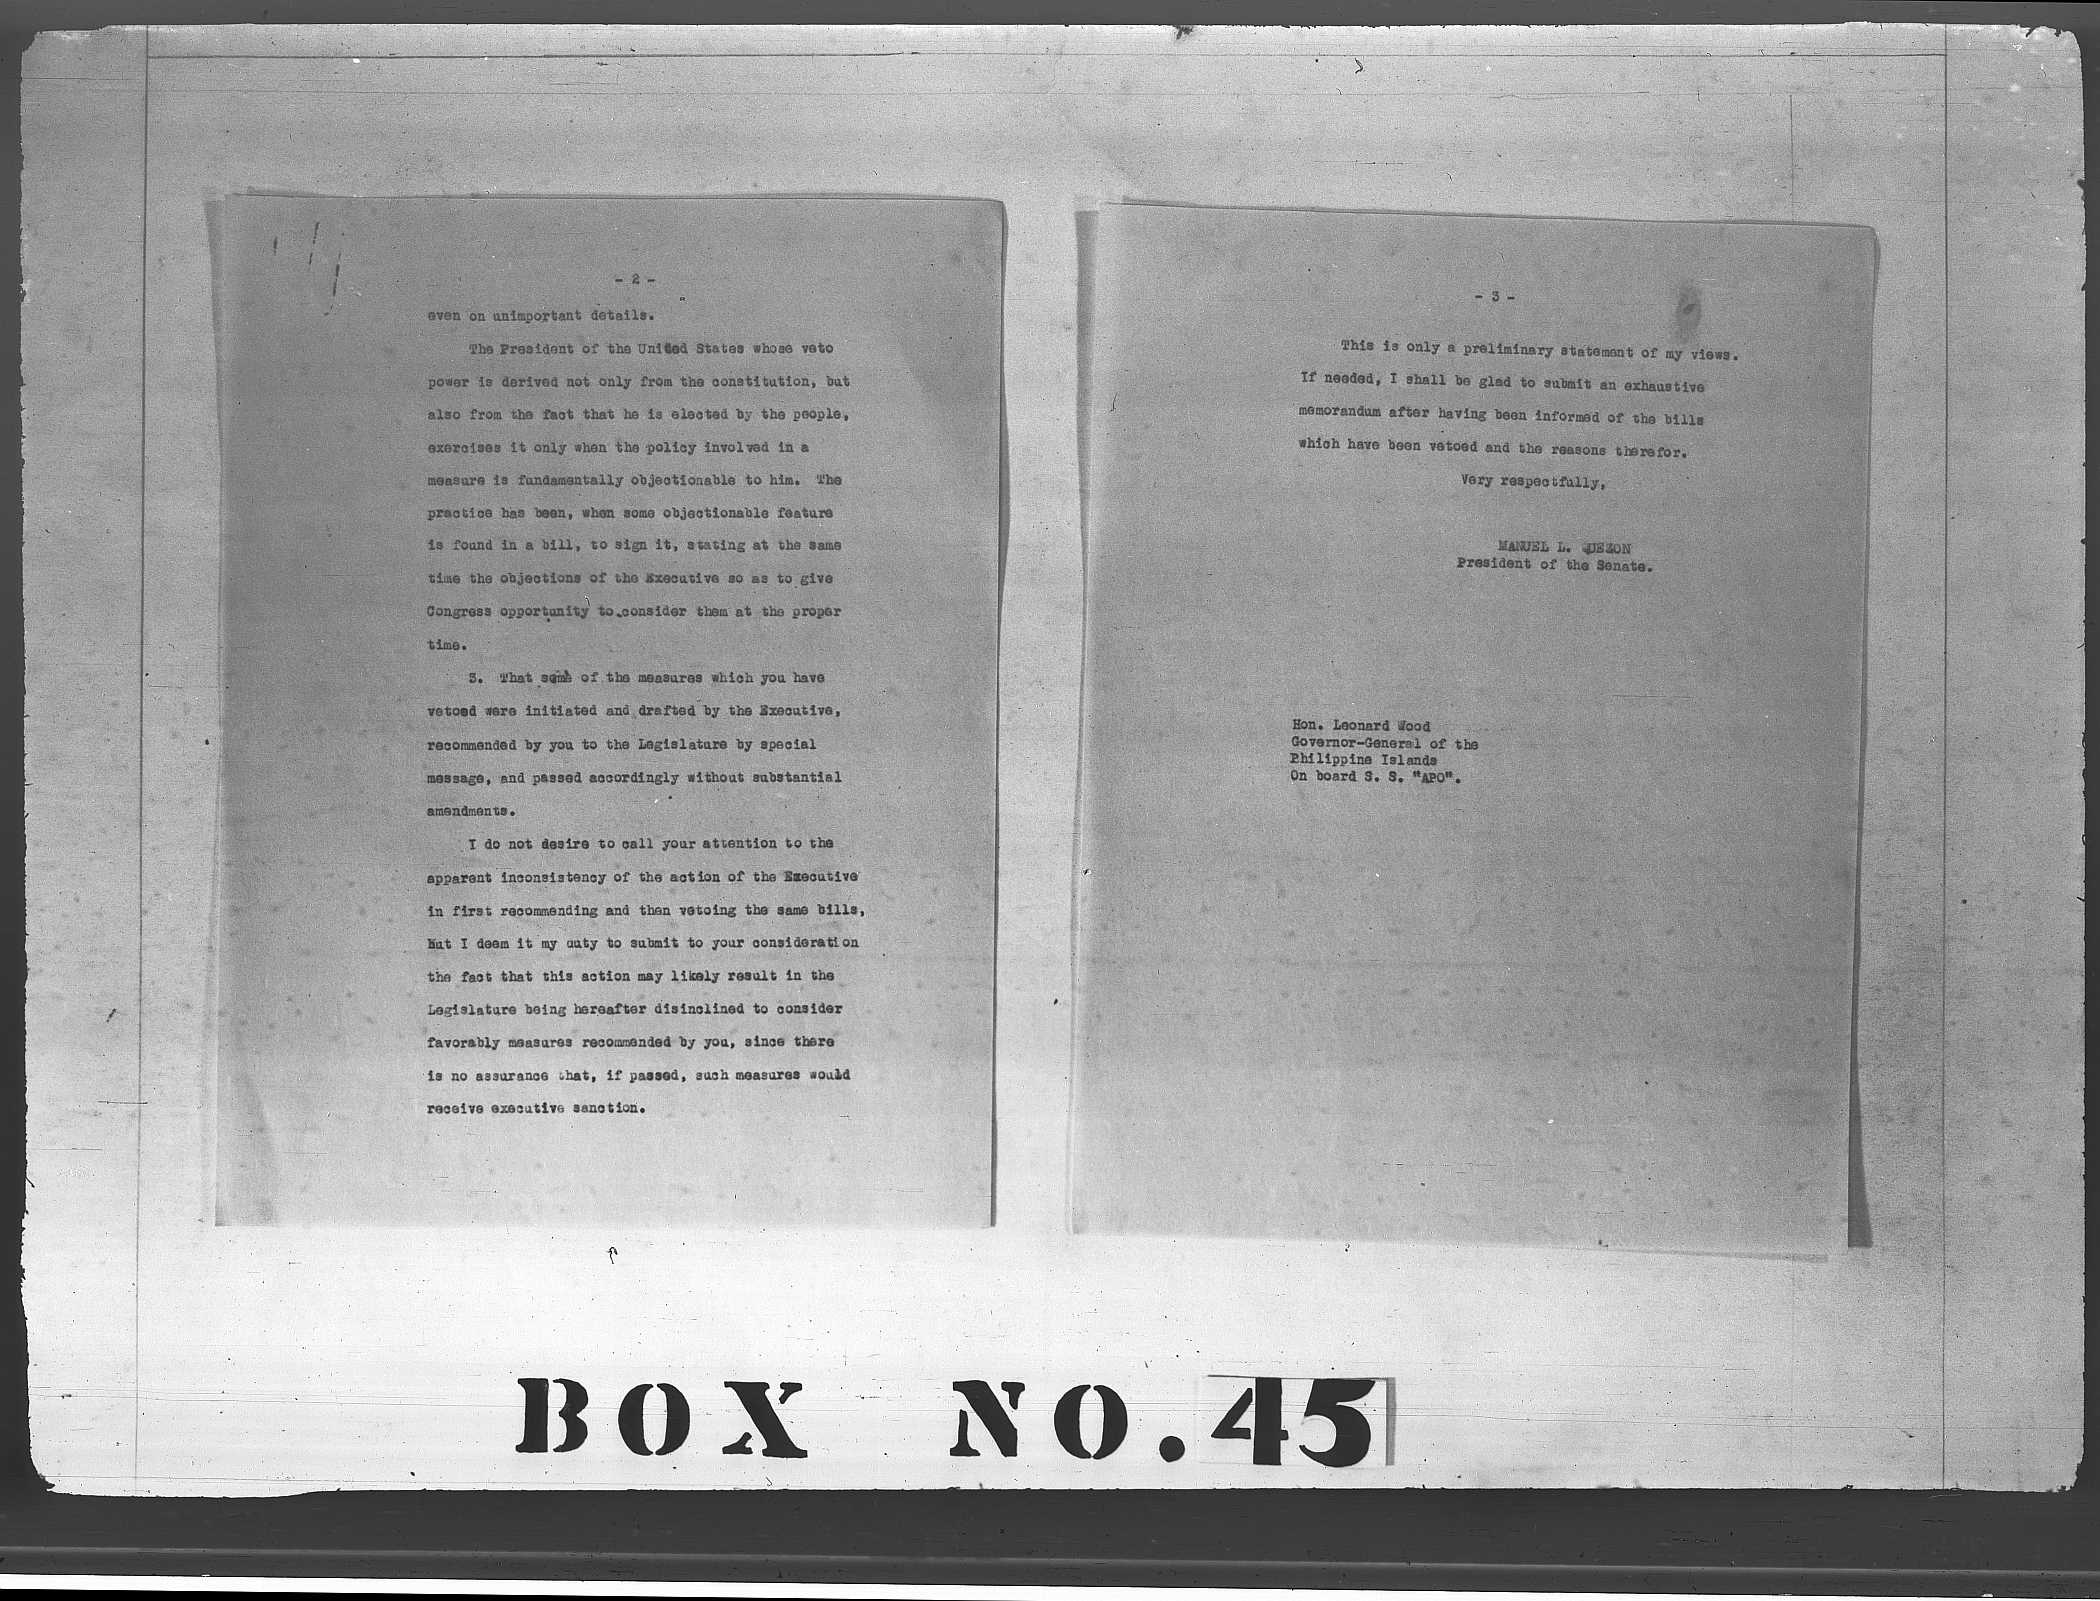 - 2 -
even on unimportant details.
The President of the United States whose veto
power is derived not only from the constitution, but
also from the fact that he is elected by the people,
exercises it only when the policy involved in a
measure is fundamentally objectionable to him. The
practice has been, when some objectionable feature
is found in a bill, to sign it, stating at the same
time the objections of the Executive so as to give
Congress opportunity to consider them at the proper
time.
3. That some of the measures which you have
vetoed were initiated and drafted by the Executive,
recommended by you to the Legislature by special
message, and passed accordingly without substantial
amendments.
I do not desire to call your attention to the
apparent inconsistency of the action of the Executive
in first recommending and then vetoing the same bills,
But I deem it my duty to submit to your consideration
the fact that this action may likely result in the
Legislature being hereafter disinclined to consider
favorably measures recommended by you, since there
is no assurance that, if passed, such measures would
receive executive sanction.
- 3 -
This is only a preliminary statement of my views.
If needed, I shall be glad to submit an exhaustive
memorandum after having been informed of the bills
which have been vetoed and the reasons therefor.
Very respectfully,
MANUEL L. QUEZON
President of the Senate.
Hon. Leonard Wood
Governor-General of the
Philippine Islands
On board S. S. "APO".
BOX NO. 45